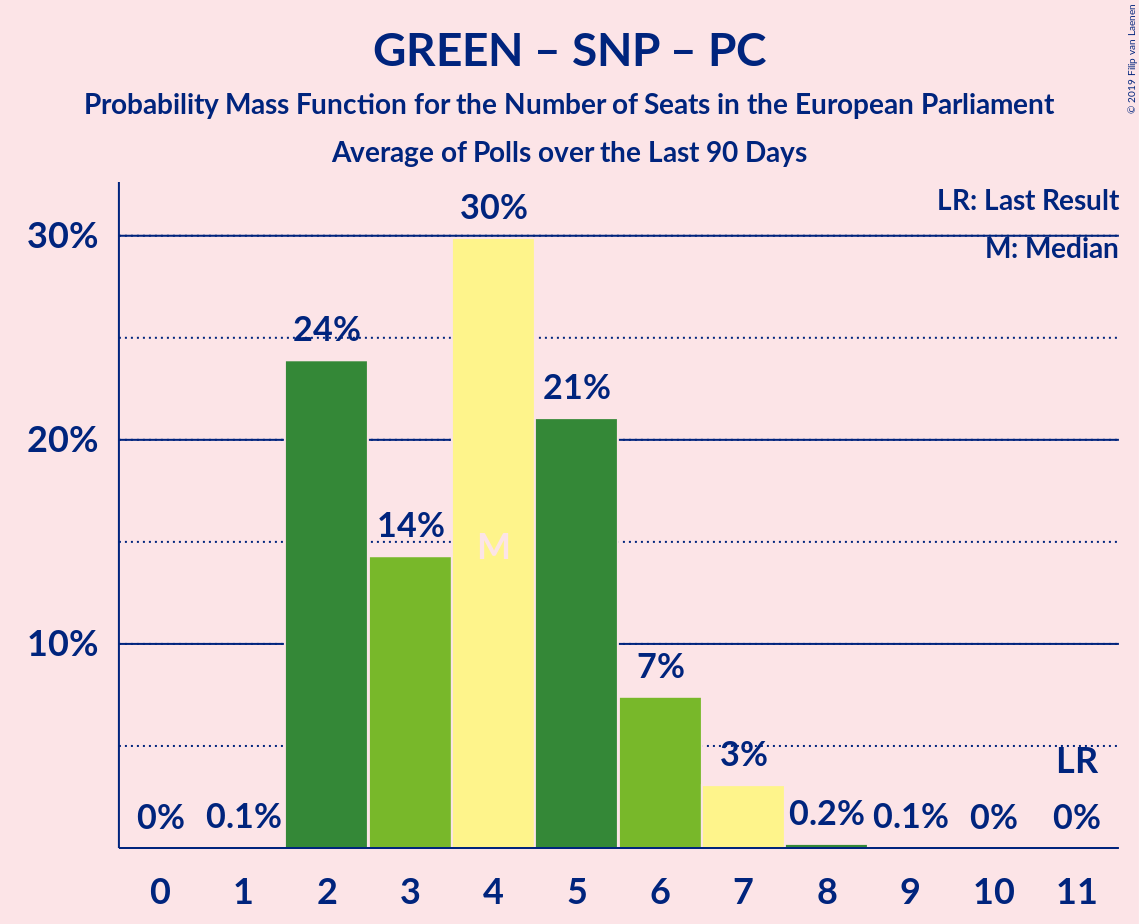 GREEN – SNP – PC
Probability Mass Function for the Number of Seats in the European Parliament
Average of Polls over the Last 90 Days
© 2019 Filip van Laenen
LR: Last Result
M: Median
30%
20%
10%
0%
0.1%
24%
14%
30%
M
21%
7%
3%
0.2%
0.1%
0%
LR
0%
0 1 2 3 4 5 6 7 8 9 10 11